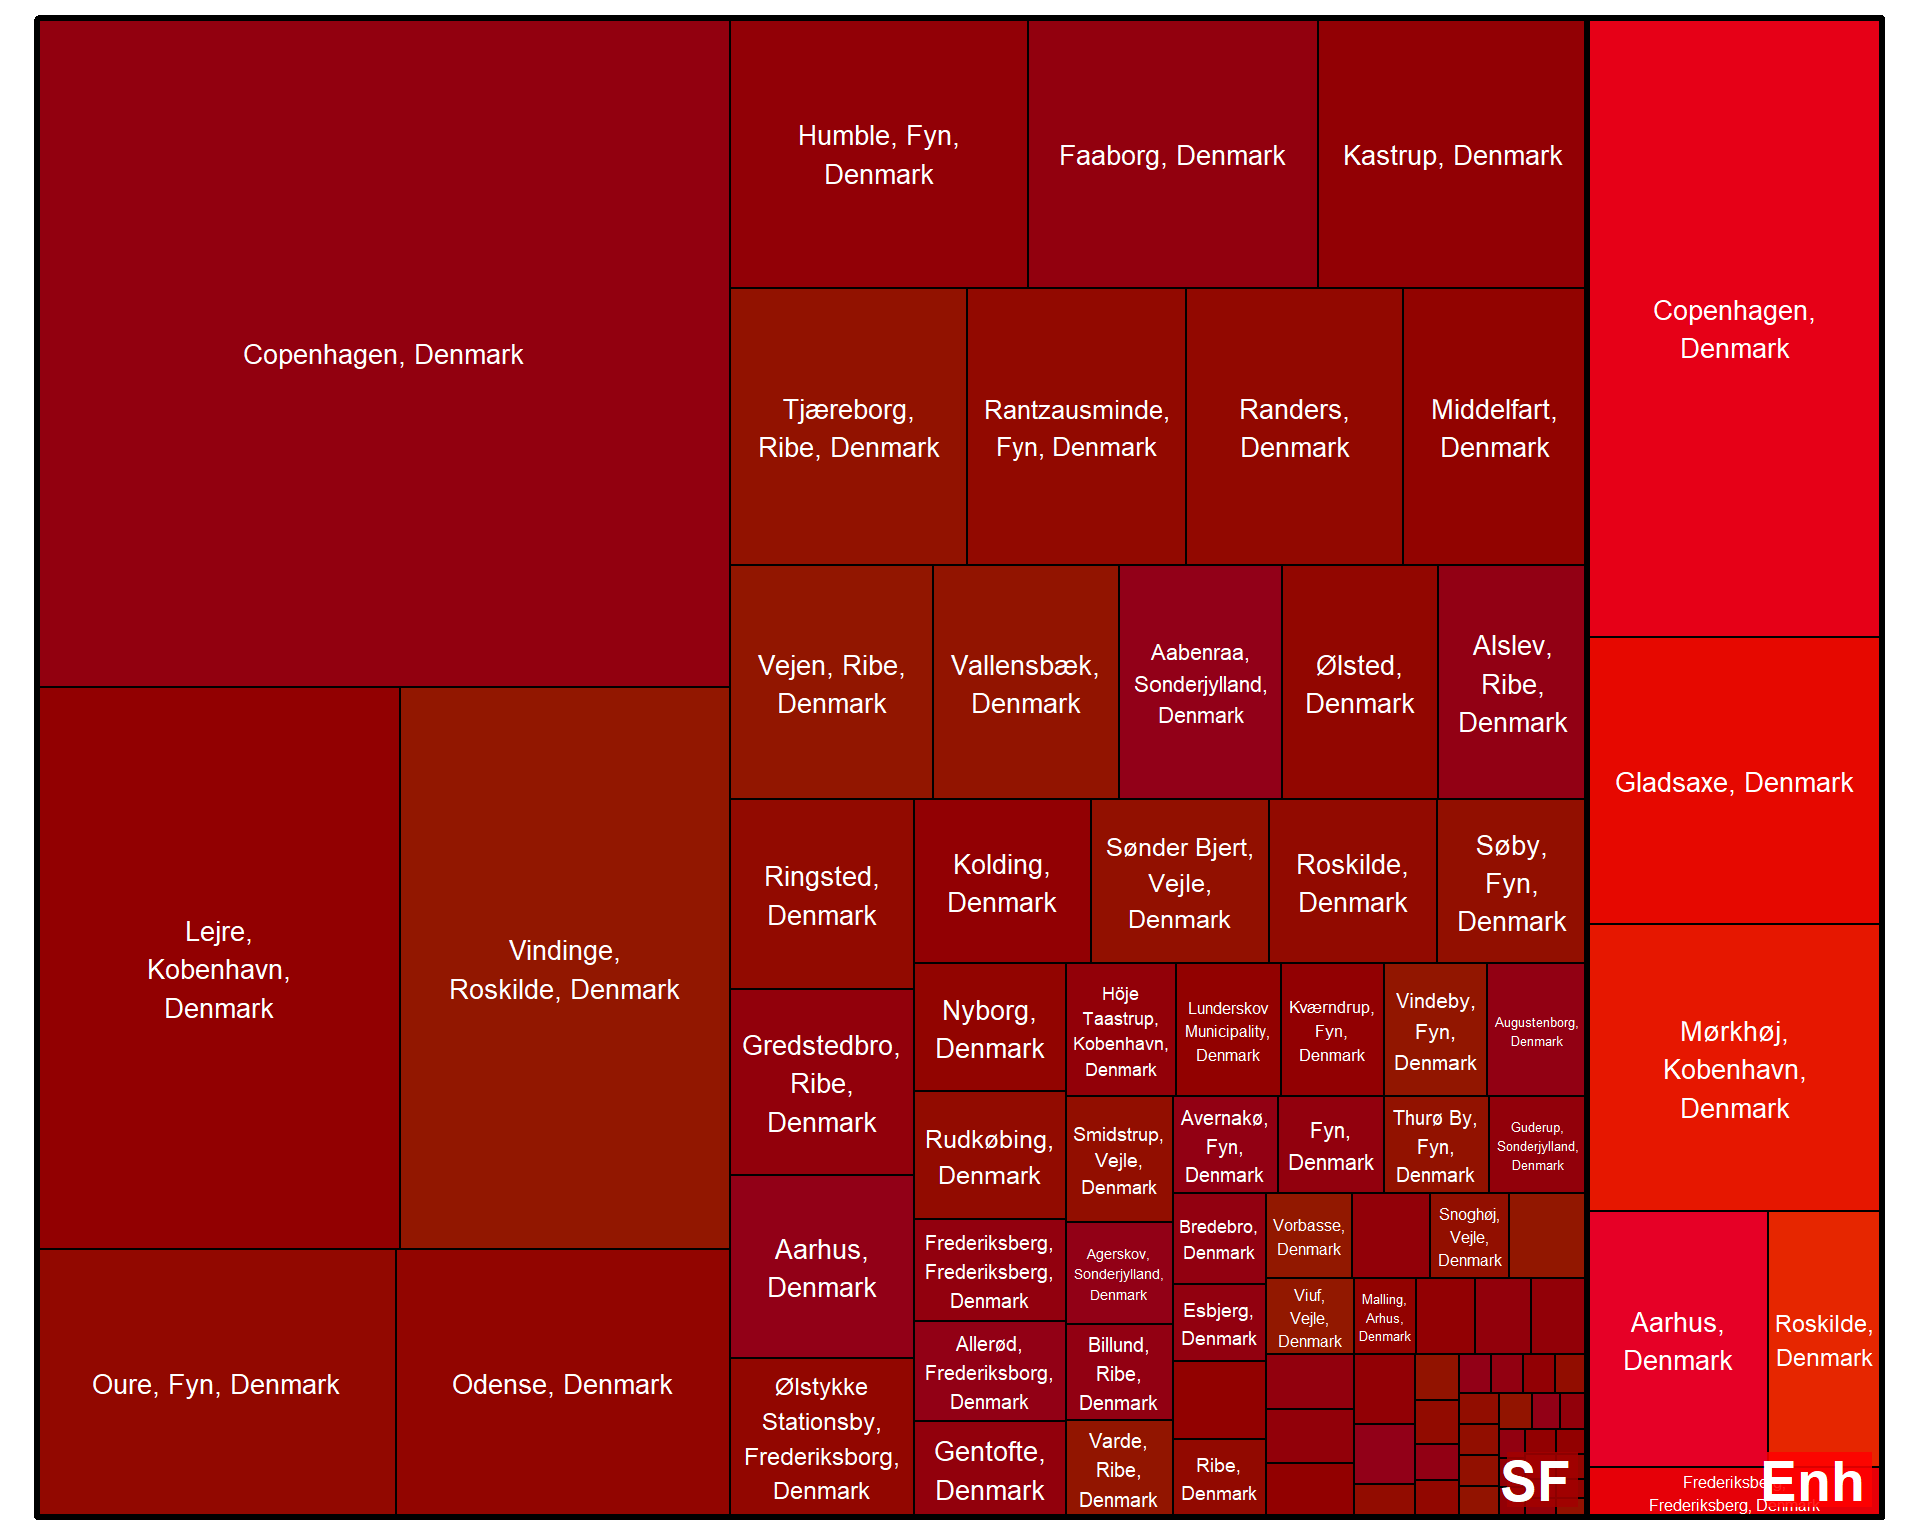 Copenhagen, Denmark
Lejre,
Kobenhavn,
Denmark
Vindinge,
Roskilde, Denmark
Oure, Fyn, Denmark
Odense, Denmark
Humble, Fyn,
Denmark
Faaborg, Denmark
Kastrup, Denmark
Tjæreborg,
Ribe, Denmark
Rantzausminde,
Fyn, Denmark
Randers,
Denmark
Middelfart,
Denmark
Vejen, Ribe,
Denmark
Vallensbæk,
Denmark
Aabenraa,
Sonderjylland,
Denmark
Ølsted,
Denmark
Alslev,
Ribe,
Denmark
Ringsted,
Denmark
Gredstedbro,
Ribe,
Denmark
Aarhus,
Denmark
Ølstykke
Stationsby,
Frederiksborg,
Denmark
Kolding,
Denmark
Sønder Bjert,
Vejle,
Denmark
Roskilde,
Denmark
Søby,
Fyn,
Denmark
Nyborg,
Denmark
Rudkøbing,
Denmark
Frederiksberg,
Frederiksberg,
Denmark
Allerød,
Frederiksborg,
Denmark
Gentofte,
Denmark
Höje
Taastrup,
Kobenhavn,
Denmark
Lunderskov
Municipality,
Denmark
Kværndrup,
Fyn,
Denmark
Vindeby,
Fyn,
Denmark
Augustenborg,
Denmark
Smidstrup,
Vejle,
Denmark
Agerskov,
Sonderjylland,
Denmark
Billund,
Ribe,
Denmark
Varde,
Ribe,
Denmark
Avernakø,
Fyn,
Denmark
Fyn,
Denmark
Thurø By,
Fyn,
Denmark
Guderup,
Sonderjylland,
Denmark
Bredebro,
Denmark
Esbjerg,
Denmark
Ribe,
Denmark
Vorbasse,
Denmark
Snoghøj,
Vejle,
Denmark
Viuf,
Vejle,
Denmark
Malling,
Arhus,
Denmark
SF
Copenhagen,
Denmark
Gladsaxe, Denmark
Mørkhøj,
Kobenhavn,
Denmark
Aarhus,
Denmark
Roskilde,
Denmark
Frederiksberg,
Frederiksberg, Denmark
Enh